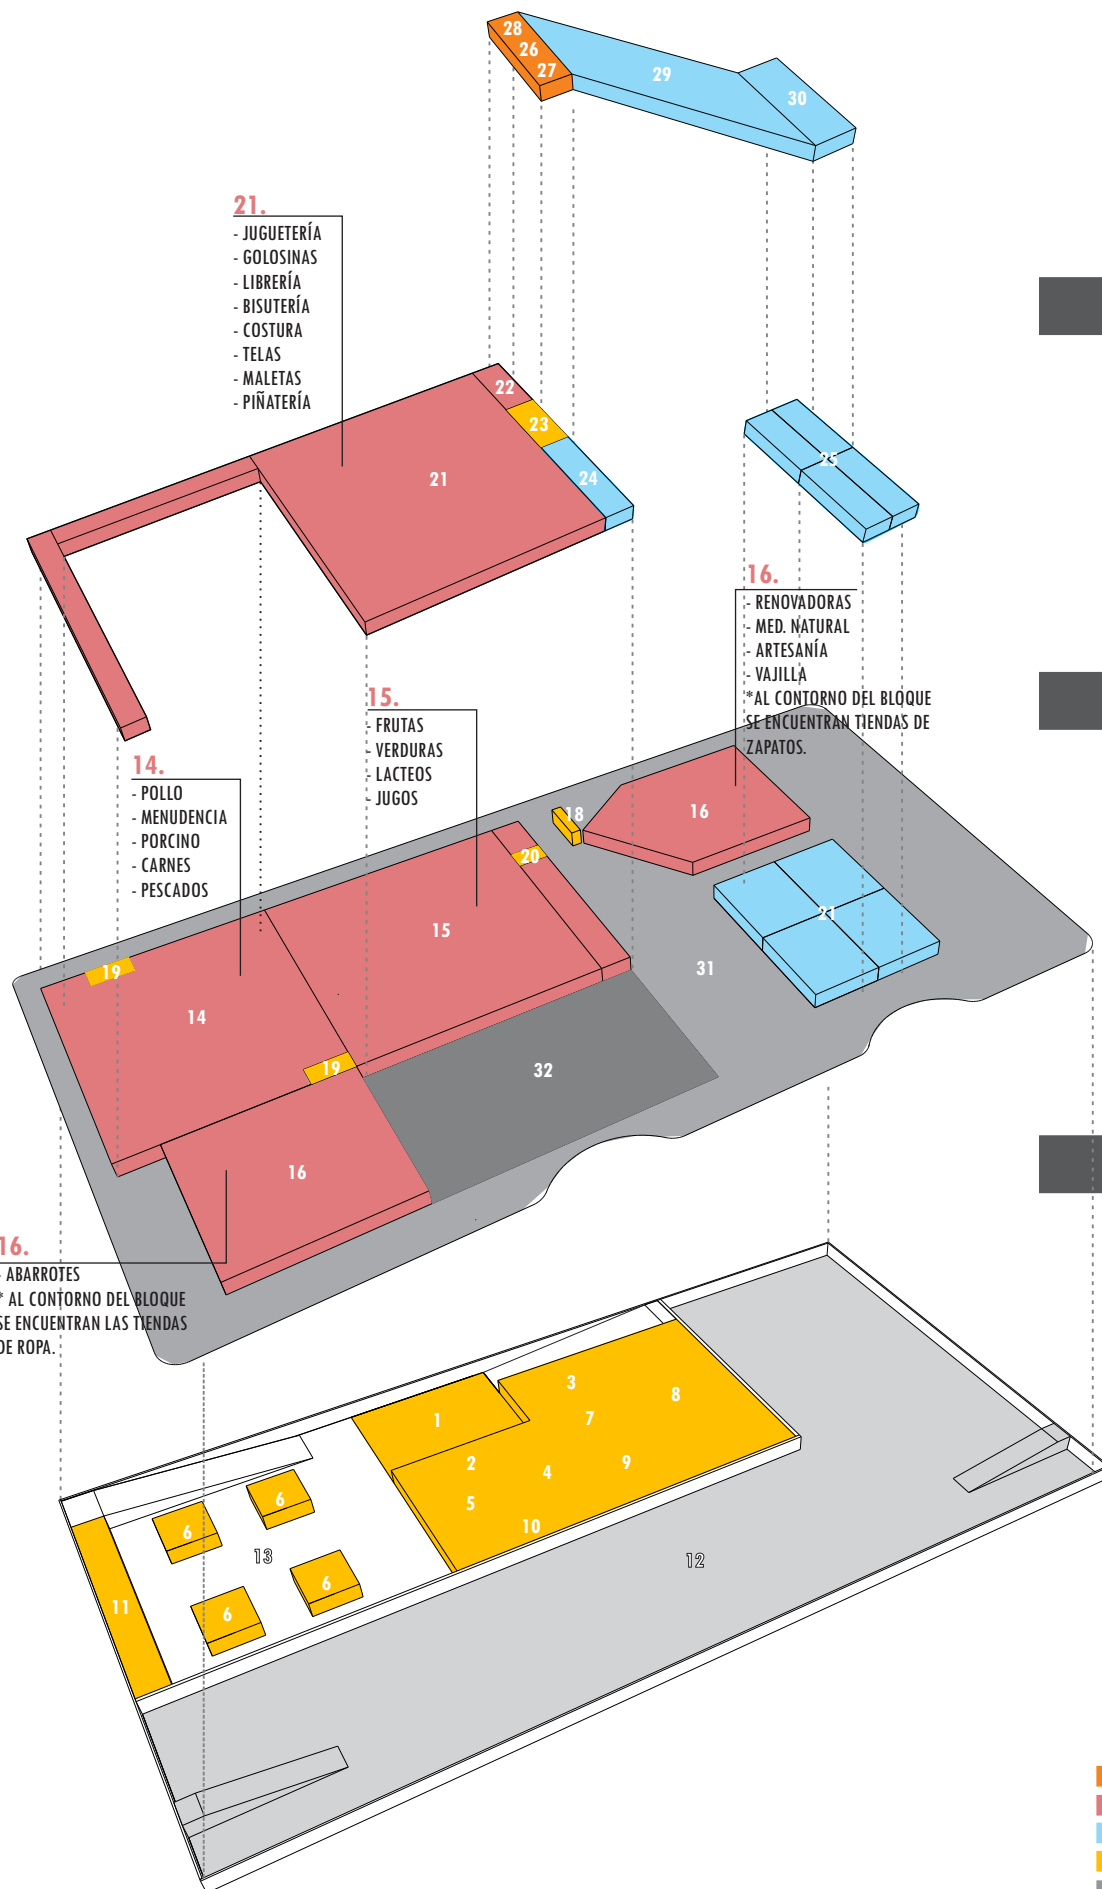 28
26
27
29
30
21.
- JUGUETERÍA
- GOLOSINAS
- LIBRERÍA
- BISUTERÍA
- COSTURA
- TELAS
- MALETAS
- PIÑATERÍA
22
23
24
21
25
16.
- RENOVADORAS
- MED. NATURAL
- ARTESANÍA
- VAJILLA
*AL CONTORNO DEL BLOQUE
SE ENCUENTRAN TIENDAS DE
ZAPATOS.
15.
- FRUTAS
- VERDURAS
- LACTEOS
- JUGOS
14.
- POLLO
- MENUDENCIA
- PORCINO
- CARNES
- PESCADOS
18
16
20
15
21
31
19
14
19
32
16
16.
- ABARROTES
* AL CONTORNO DEL BLOQUE
SE ENCUENTRAN LAS TIENDAS
DE ROPA.
3
8
1
7
2
4
9
5
10
6
6
13
6
6
11
12